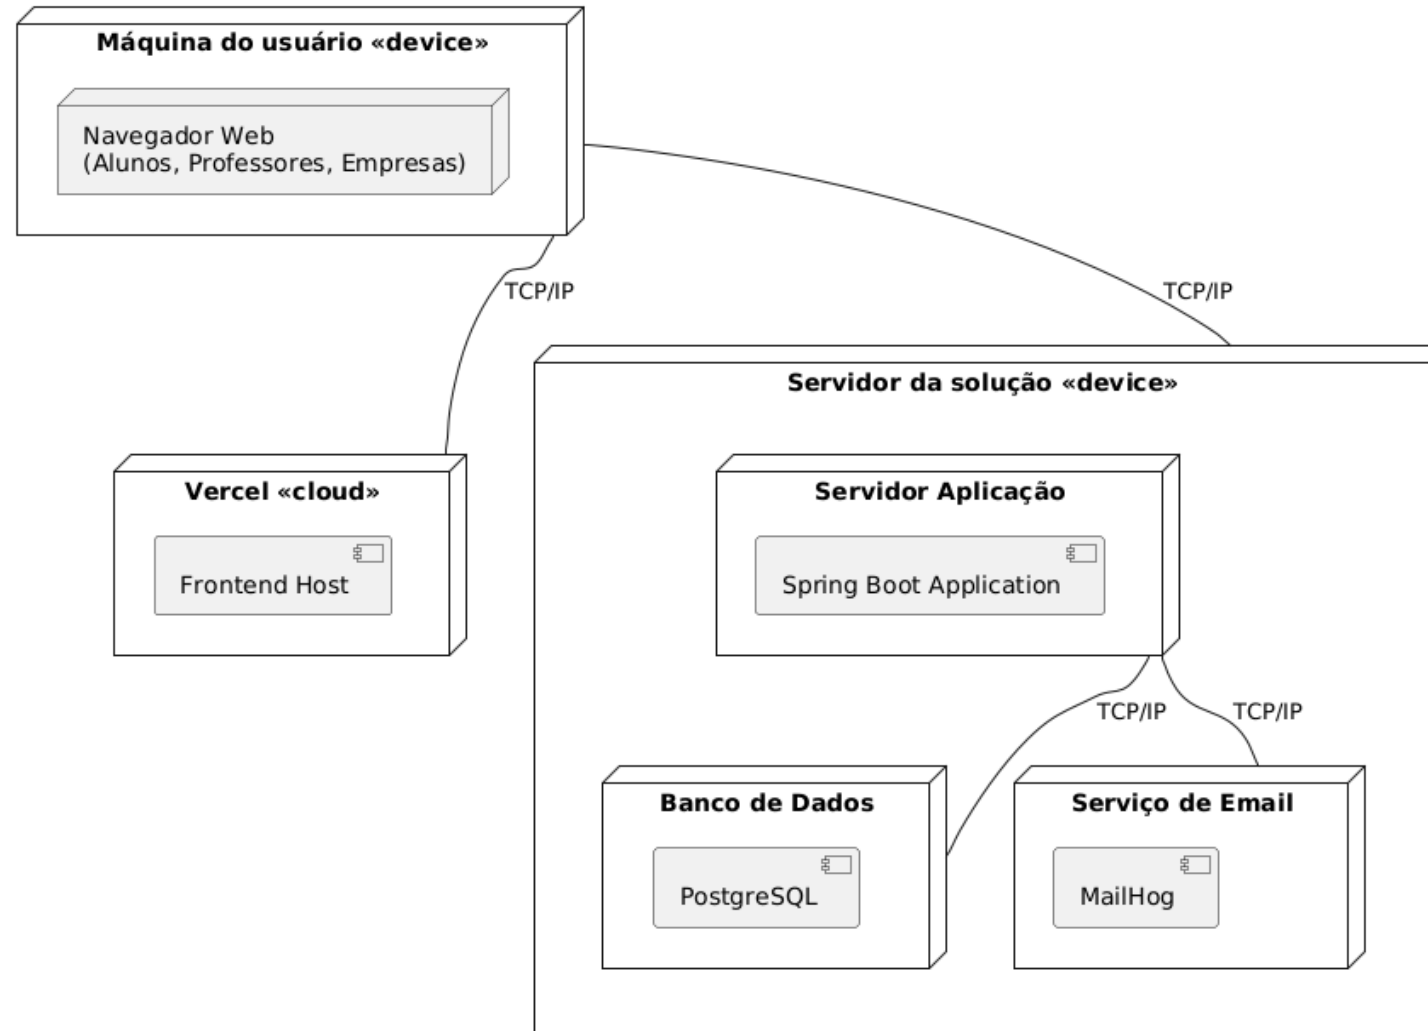 Máquina do usuário «device»
Navegador Web
(Alunos, Professores, Empresas)
TCP/IP
TCP/IP
Servidor da solução «device»
Vercel «cloud»
Frontend Host
Servidor Aplicação
Spring Boot Application
TCP/IP
TCP/IP
Banco de Dados
PostgreSQL
Serviço de Email
MailHog